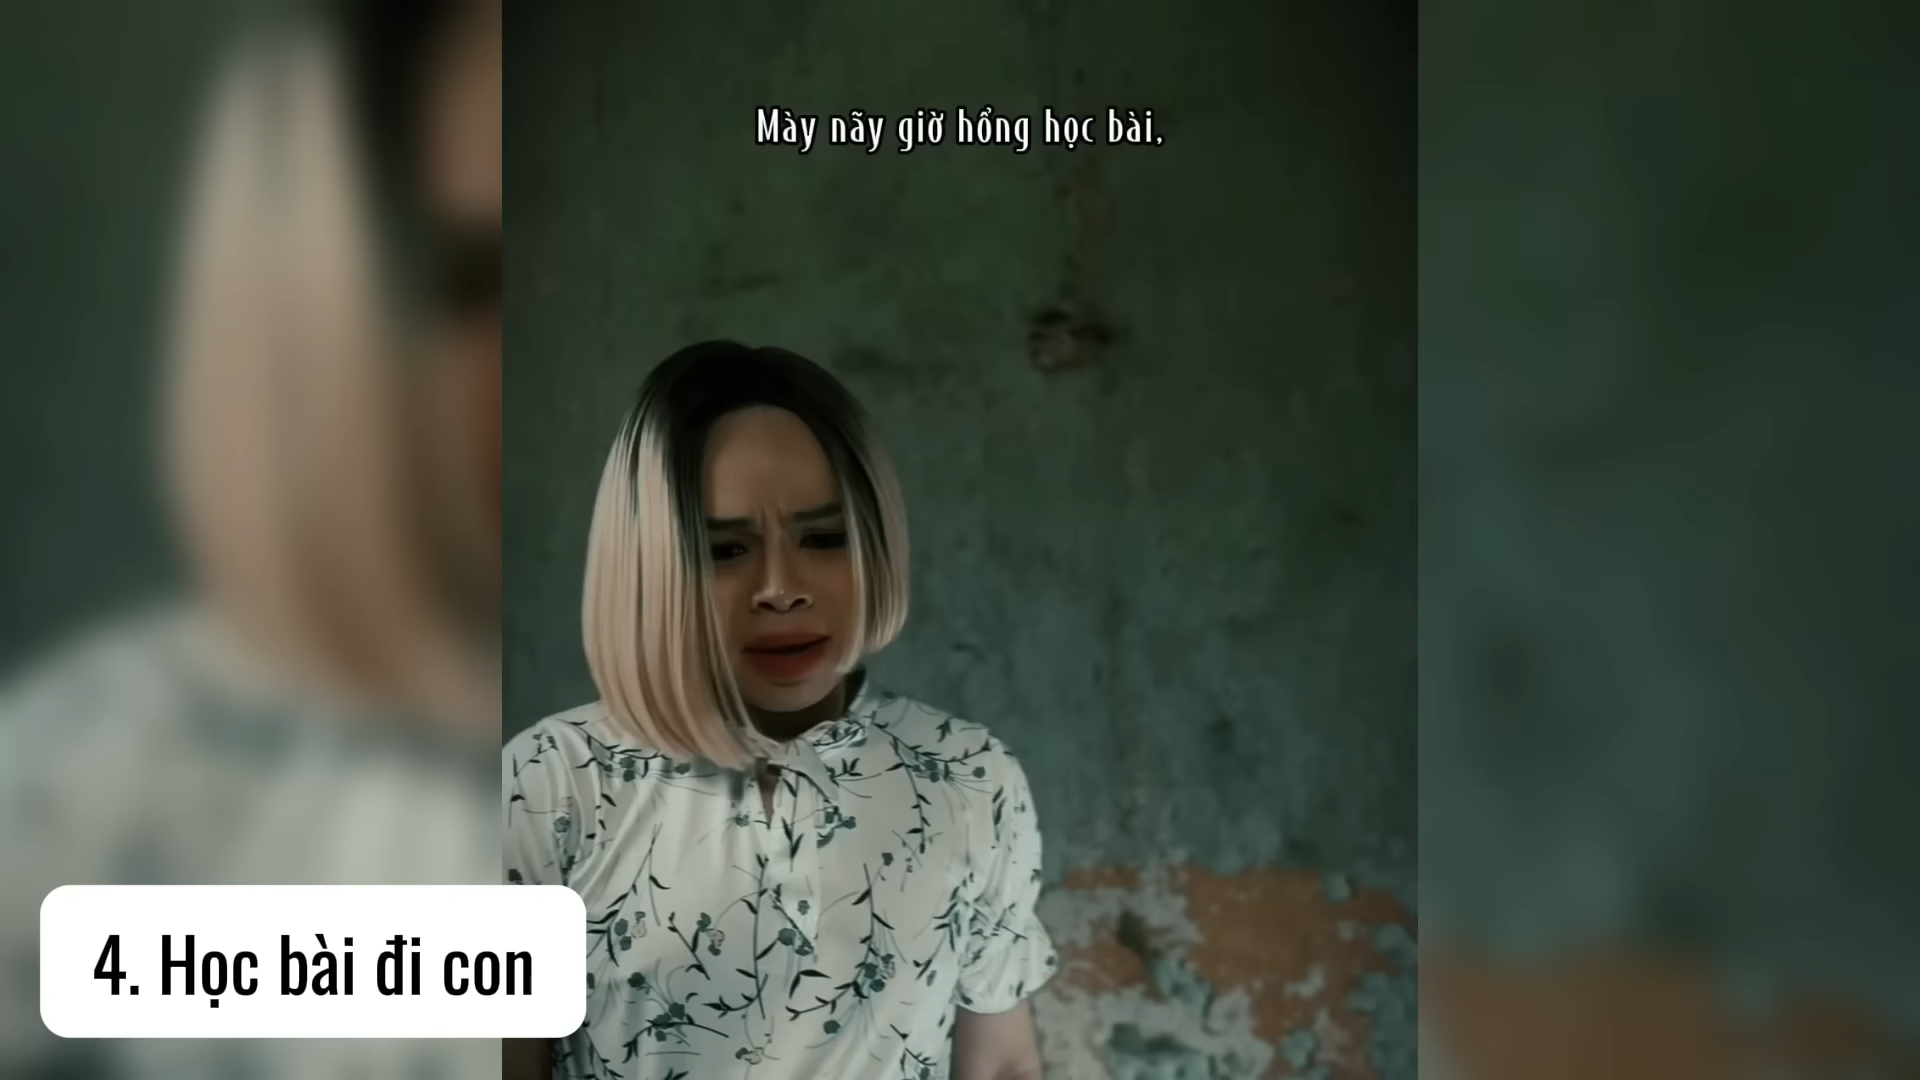 Mày nãy giờ hổng học bài,
4. Học bài đi con